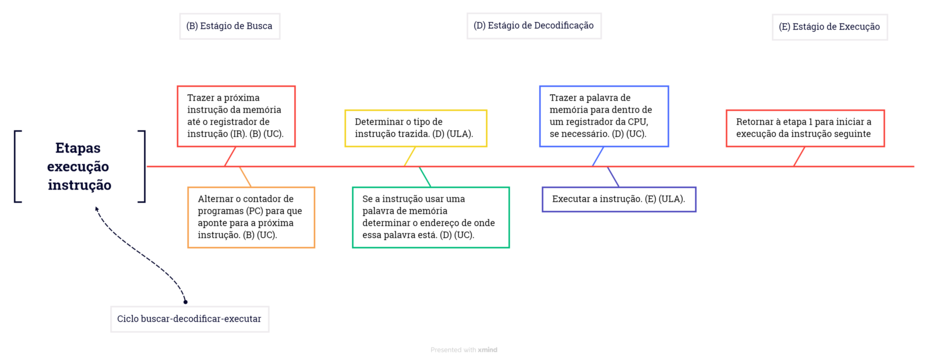 (B) Estágio de Busca
(D) Estágio de Decodificação
(E) Estágio de Execução
Etapas
execução
instrução
Trazer a próxima
instrução da memória
até o registrador de
instrução (IR). (B) (UC).
Alternar o contador de
programas (PC) para que
aponte para a próxima
instrução. (B) (UC).
Determinar o tipo de
instrução trazida. (D) (ULA).
Se a instrução usar uma
palavra de memória
determinar o endereço de onde
essa palavra está. (D) (UC).
Trazer a palavra de
memória para dentro de
um registrador da CPU,
se necessário. (D) (UC).
Executar a instrução. (E) (ULA).
Retornar à etapa 1 para iniciar a
execução da instrução seguinte
Ciclo buscar-decodificar-executar
Presented with xmind